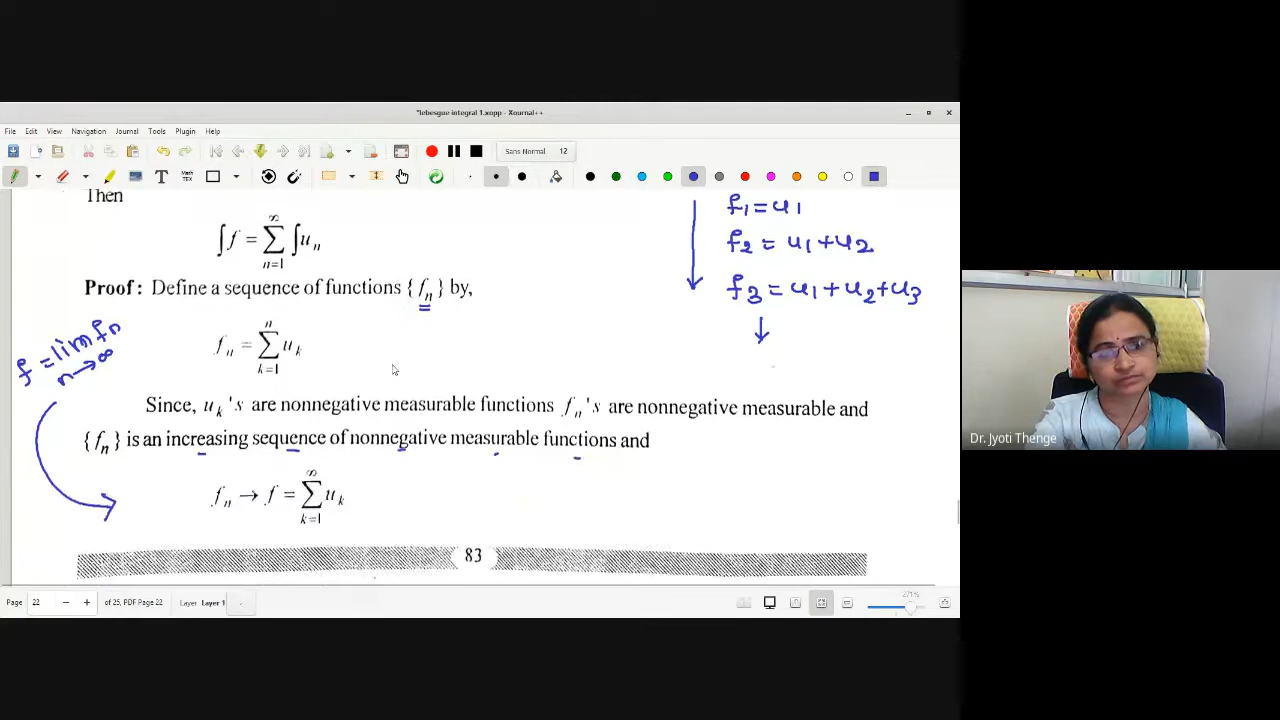 *lebesgue integral 1.xopp - Xournal++
File Edit View Navigation Journal Tools Plugin Help
Sans Normal 12
Then
∫f = ∑_{n=1}^{∞} ∫u_n
f_1 = u_1
f_2 = u_1 + u_2
f_3 = u_1 + u_2 + u_3
Proof : Define a sequence of functions { f_n } by,
f_n = ∑_{k=1}^{n} u_k
f = lim f_n
n → ∞
Since, u_k's are nonnegative measurable functions f_n's are nonnegative measurable and
{f_n} is an increasing sequence of nonnegative measurable functions and
f_n → f = ∑_{k=1}^{∞} u_k
83
Page 22 of 25, PDF Page 22 Layer Layer 1 271%
Dr. Jyoti Thenge